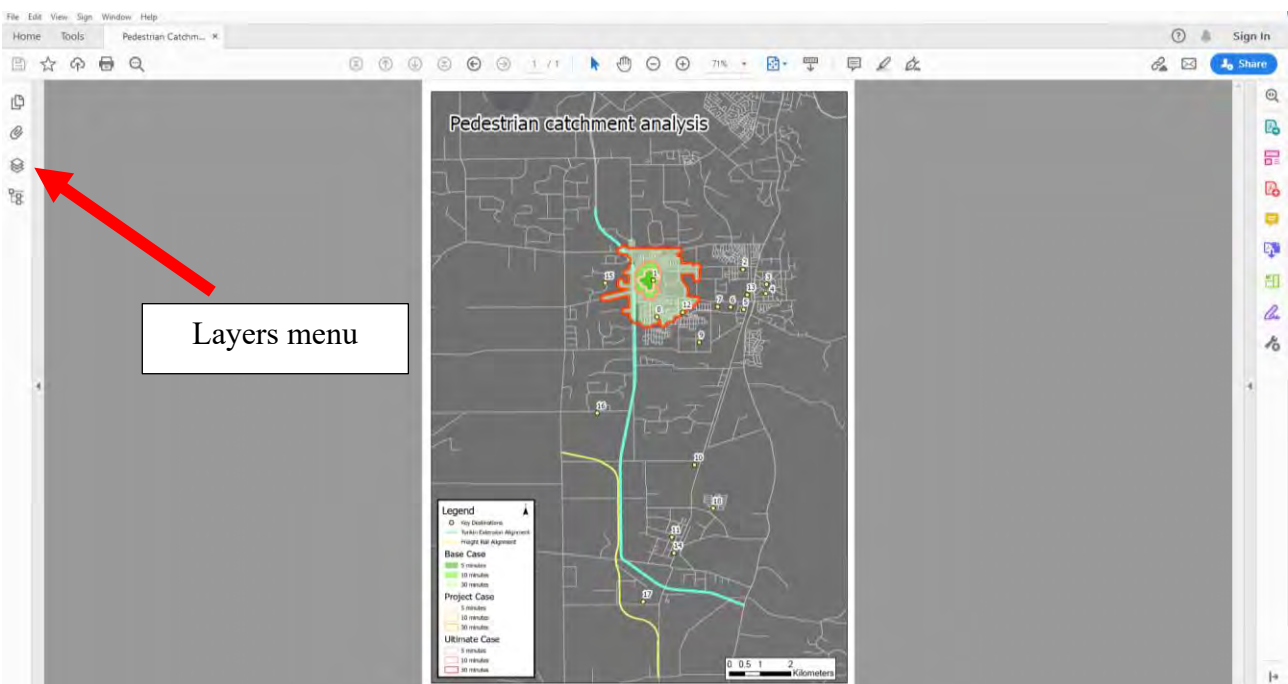 File Edit View Sign Window Help
Home Tools Pedestrian Catchm... × Sign In
1 / 1 71% Share
Pedestrian catchment analysis
Layers menu
1
2
3
4
5
6
7
8
9
10
11
12
13
14
15
16
17
18
Legend
Key Destinations
Tonkin Extension Alignment
Freight Rail Alignment
Base Case
5 minutes
10 minutes
30 minutes
Project Case
5 minutes
10 minutes
30 minutes
Ultimate Case
5 minutes
10 minutes
30 minutes
0 0.5 1 2
Kilometers